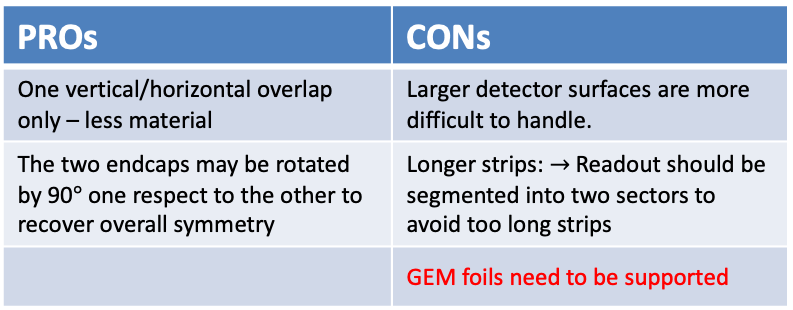 PROs
CONs
One vertical/horizontal overlap
only – less material
Larger detector surfaces are more
difficult to handle.
The two endcaps may be rotated
by 90° one respect to the other to
recover overall symmetry
Longer strips: → Readout should be
segmented into two sectors to
avoid too long strips
GEM foils need to be supported